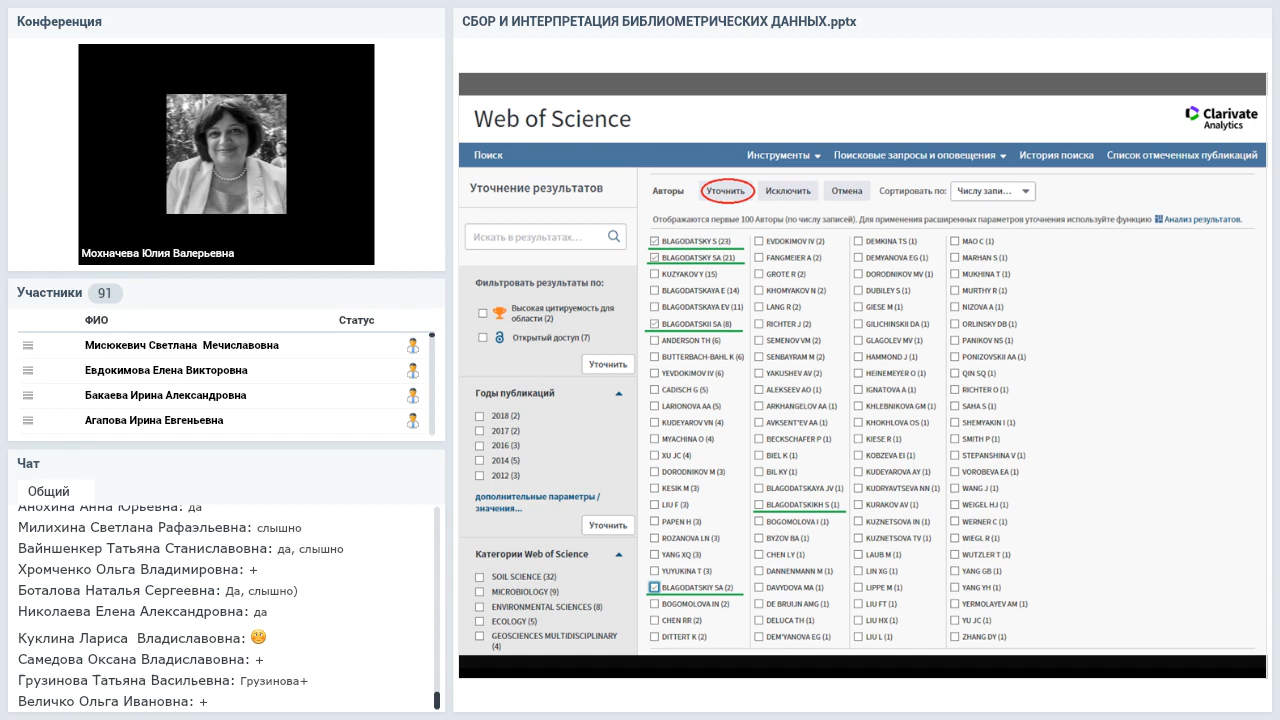 Конференция
Мохначева Юлия Валерьевна
Участники 91
ФИО Статус
Мисюкевич Светлана Мечиславовна
Евдокимова Елена Викторовна
Бакаева Ирина Александровна
Агапова Ирина Евгеньевна
Чат
Общий
Анохина Анна Юрьевна: да
Милихина Светлана Рафаэльевна: слышно
Вайншенкер Татьяна Станиславовна: да, слышно
Хромченко Ольга Владимировна: +
Боталова Наталья Сергеевна: Да, слышно)
Николаева Елена Александровна: да
Куклина Лариса Владиславовна:
Самедова Оксана Владиславовна: +
Грузинова Татьяна Васильевна: Грузинова+
Величко Ольга Ивановна: +
СБОР И ИНТЕРПРЕТАЦИЯ БИБЛИОМЕТРИЧЕСКИХ ДАННЫХ.pptx
Web of Science
Clarivate
Analytics
Поиск Инструменты Поисковые запросы и оповещения История поиска Список отмеченных публикаций
Уточнение результатов
Искать в результатах...
Фильтровать результаты по:
Высокая цитируемость для
области (2)
Открытый доступ (7)
Уточнить
Годы публикаций
2018 (2)
2017 (2)
2016 (3)
2014 (5)
2012 (3)
дополнительные параметры /
значения...
Уточнить
Категории Web of Science
SOIL SCIENCE (32)
MICROBIOLOGY (9)
ENVIRONMENTAL SCIENCES (8)
ECOLOGY (5)
GEOSCIENCES MULTIDISCIPLINARY
(4)
Авторы Уточнить Исключить Отмена Сортировать по: Числу запи...
Отображаются первые 100 Авторы (по числу записей). Для применения расширенных параметров уточнения используйте функцию Анализ результатов.
BLAGODATSKY S (23)
BLAGODATSKY SA (21)
KUZYAKOV Y (15)
BLAGODATSKAYA E (14)
BLAGODATSKAYA EV (11)
BLAGODATSKII SA (8)
ANDERSON TH (6)
BUTTERBACH-BAHL K (6)
YEVDOKIMOV IV (6)
CADISCH G (5)
LARIONOVA AA (5)
KUDEYAROV VN (4)
MYACHINA O (4)
XU JC (4)
DORODNIKOV M (3)
KESIK M (3)
LIU F (3)
PAPEN H (3)
ROZANOVA LN (3)
YANG XQ (3)
YUYUKINA T (3)
BLAGODATSKIY SA (2)
BOGOMOLOVA IN (2)
CHEN RR (2)
DITTERT K (2)
EVDOKIMOV IV (2)
FANGMEIER A (2)
GROTE R (2)
KHOMYAKOV N (2)
LANG R (2)
RICHTER J (2)
SEMENOV VM (2)
SENBAYRAM M (2)
YAKUSHEV AV (2)
ALEKSEEV AO (1)
ARKHANGELOV AA (1)
AVKSENT'EV AA (1)
BECKSCHAFER P (1)
BIEL K (1)
BIL KY (1)
BLAGODATSKAYA JV (1)
BLAGODATSKIKH S (1)
BOGOMOLOVA I (1)
BYZOV BA (1)
CHEN LY (1)
DANNENMANN M (1)
DAVYDOVA MA (1)
DE BRUIJN AMG (1)
DELUCA TH (1)
DEM'YANOVA EG (1)
DEMKINA TS (1)
DEMYANOVA EG (1)
DORODNIKOV MV (1)
DUBILEY S (1)
GIESE M (1)
GILICHINSKII DA (1)
GLAGOLEV MV (1)
HAMMOND J (1)
HEINEMEYER O (1)
IGNATOVA A (1)
KHLEBNIKOVA GM (1)
KHOKHLOVA OS (1)
KIESE R (1)
KOBZEVA EI (1)
KUDEYAROVA AY (1)
KUDRYAVTSEVA NN (1)
KURAKOV AV (1)
KUZNETSOVA IN (1)
KUZNETSOVA TV (1)
LAUB M (1)
LIN XG (1)
LIPPE M (1)
LIU FT (1)
LIU HX (1)
LIU L (1)
MAO C (1)
MARHAN S (1)
MUKHINA T (1)
MURTHY R (1)
NIZOVA A (1)
ORLINSKY DB (1)
PANIKOV NS (1)
PONIZOVSKII AA (1)
QIN SQ (1)
RICHTER O (1)
SAHA S (1)
SHEMYAKIN I (1)
SMITH P (1)
STEPANSHINA V (1)
VOROBEVA EA (1)
WANG J (1)
WEIGEL HJ (1)
WERNER C (1)
WIEGL R (1)
WUTZLER T (1)
YANG GB (1)
YANG YH (1)
YERMOLAYEV AM (1)
YU JC (1)
ZHANG DY (1)